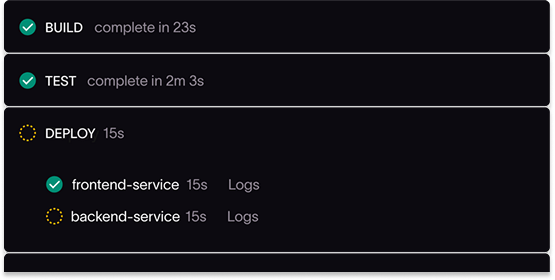 BUILD complete in 23s
TEST complete in 2m 3s
DEPLOY 15s
frontend-service 15s Logs
backend-service 15s Logs